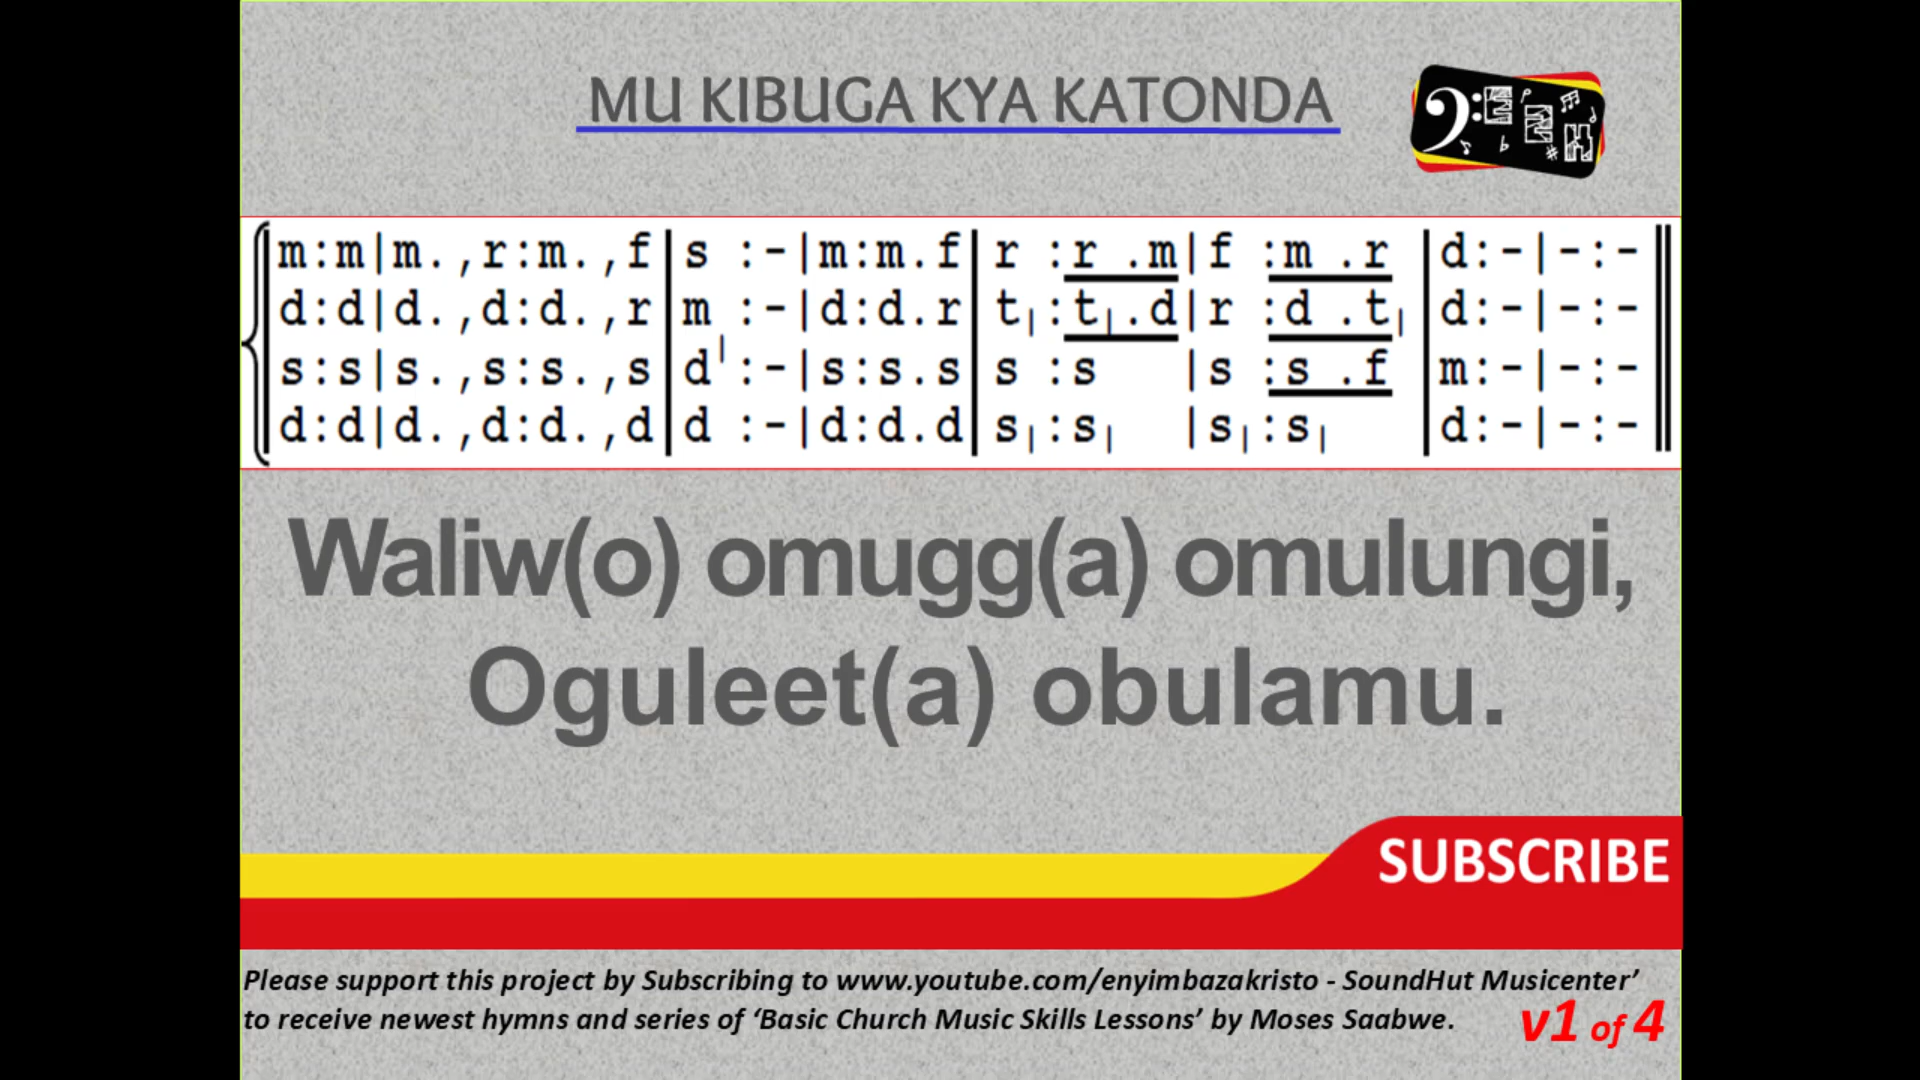 MU KIBUGA KYA KATONDA
EZK
m:m|m.,r:m.,f|s :-|m:m.f|r :r .m|f :m .r|d:-|-:-
d:d|d.,d:d.,r|m :-|d:d.r|t₁:t₁.d|r :d .t₁|d:-|-:-
s:s|s.,s:s.,s|d':-|s:s.s|s :s |s :s .f|m:-|-:-
d:d|d.,d:d.,d|d :-|d:d.d|s₁:s₁ |s₁:s₁ |d:-|-:-
Waliw(o) omugg(a) omulungi,
Oguleet(a) obulamu.
SUBSCRIBE
Please support this project by Subscribing to www.youtube.com/enyimbazakristo - SoundHut Musicenter’
to receive newest hymns and series of ‘Basic Church Music Skills Lessons’ by Moses Saabwe.
v1 of 4